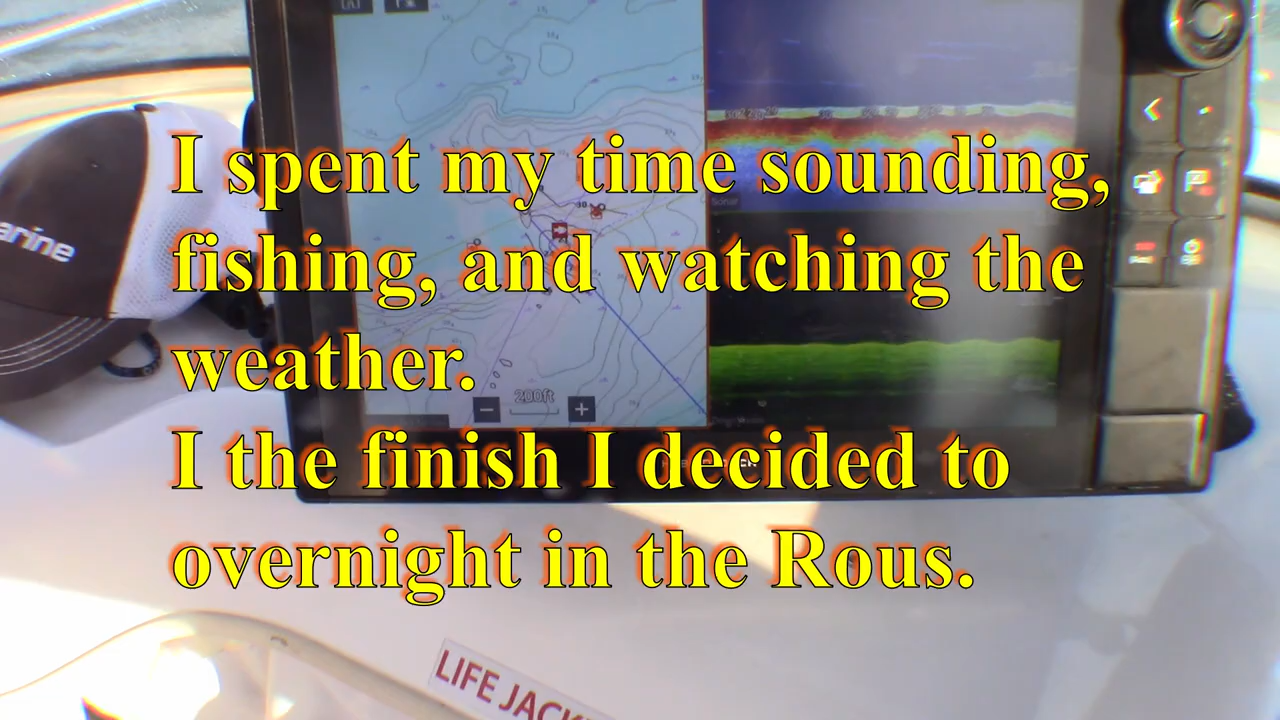 I spent my time sounding,
fishing, and watching the
weather.
I the finish I decided to
overnight in the Rous.
arine
200ft
Sonar
LIFE JACK